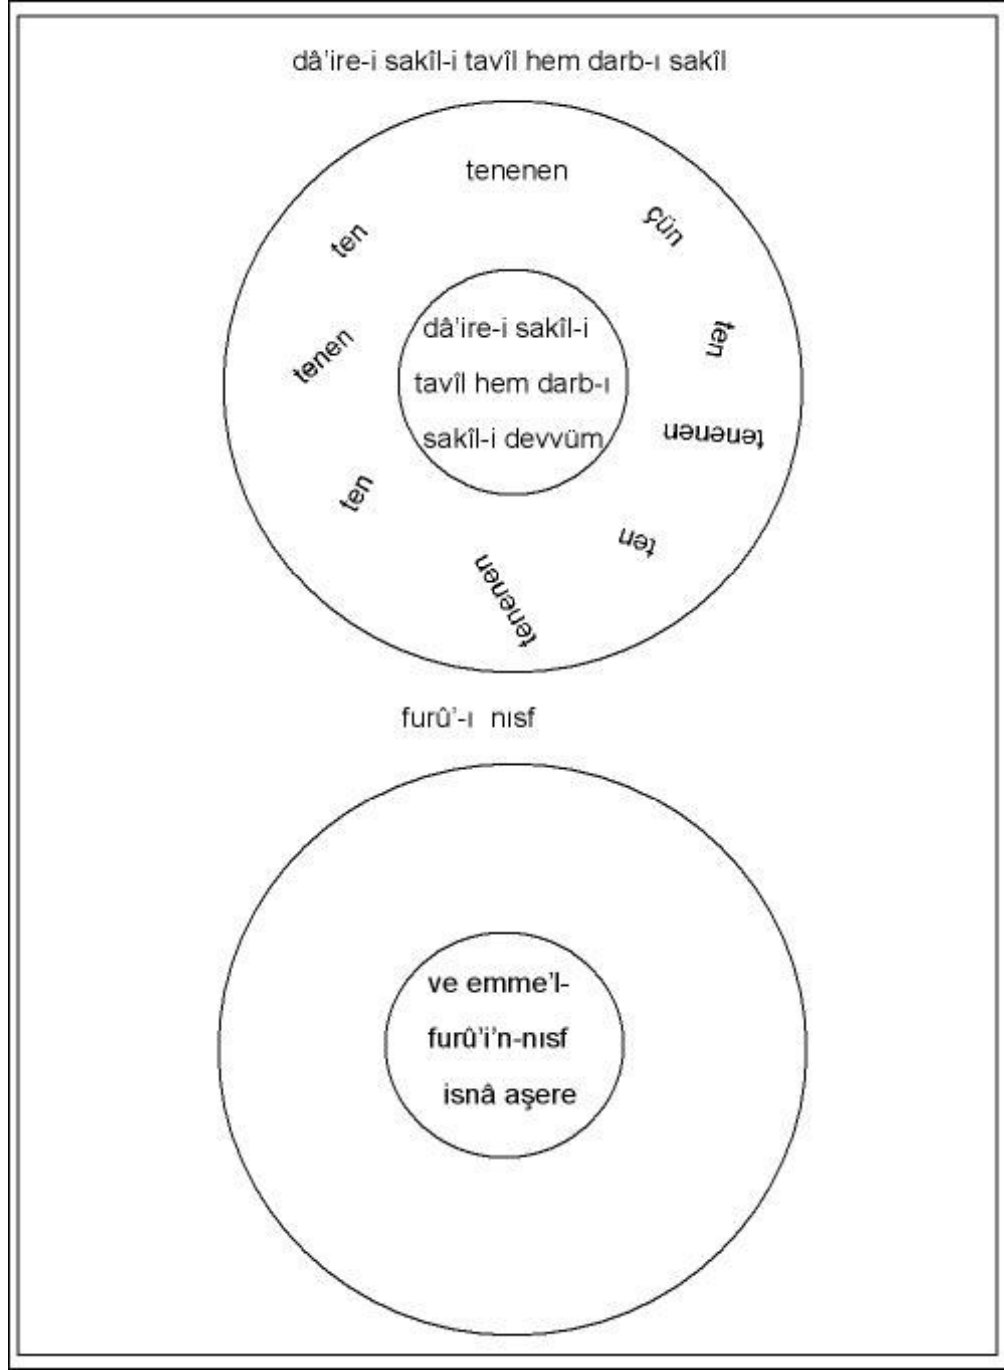 dâ'ire-i sakîl-i tavîl hem darb-ı sakîl
tenenen
çün
ten
tenenen
ten
tenenen
ten
tenen
ten
dâ'ire-i sakîl-i
tavîl hem darb-ı
sakîl-i devvüm
furû'-ı nısf
ve emme'l-
furû'i'n-nısf
isnâ aşere